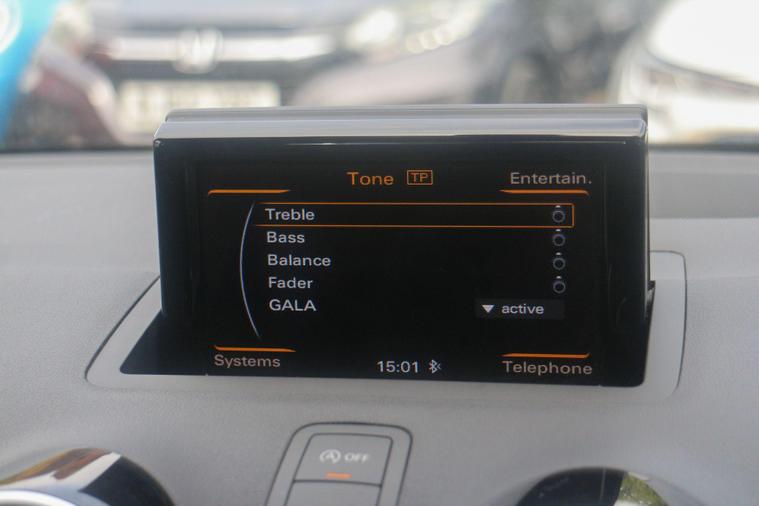 Tone TP Entertain.
Treble
Bass
Balance
Fader
GALA active
Systems 15:01 Telephone
A OFF